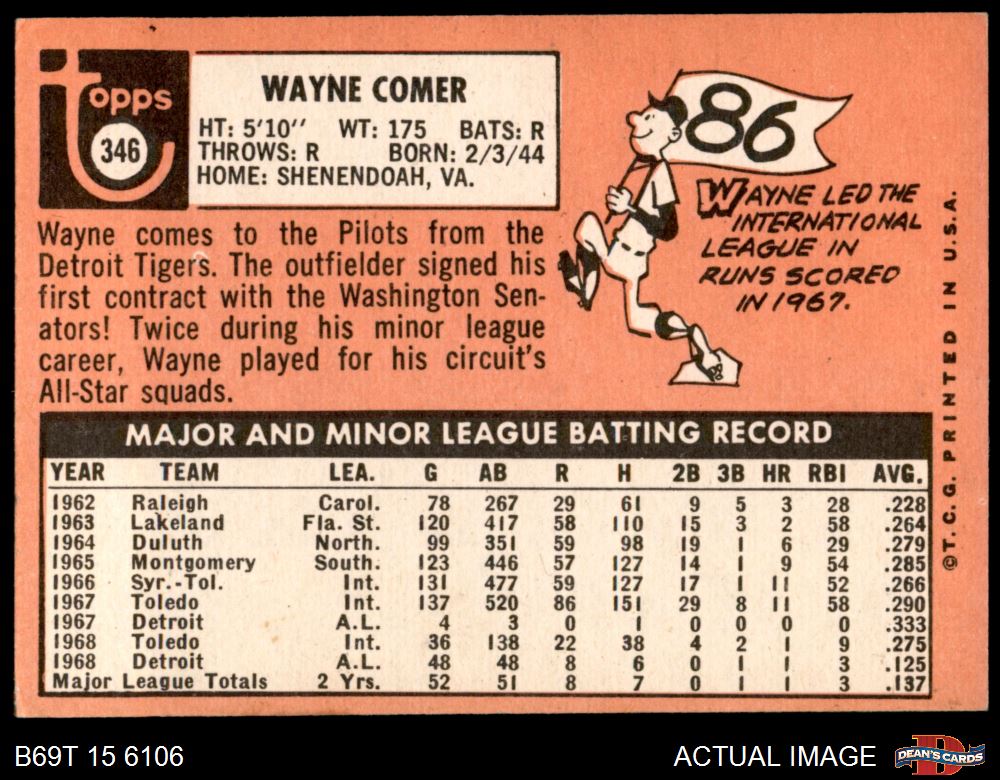 Topps
346
WAYNE COMER
HT: 5'10'' WT: 175 BATS: R
THROWS: R BORN: 2/3/44
HOME: SHENENDOAH, VA.
86
WAYNE LED THE
INTERNATIONAL
LEAGUE IN
RUNS SCORED
IN 1967.
Wayne comes to the Pilots from the
Detroit Tigers. The outfielder signed his
first contract with the Washington Sen-
ators! Twice during his minor league
career, Wayne played for his circuit's
All-Star squads.
MAJOR AND MINOR LEAGUE BATTING RECORD
YEAR TEAM LEA. G AB R H 2B 3B HR RBI AVG.
1962 Raleigh Carol. 78 267 29 61 9 5 3 28 .228
1963 Lakeland Fla. St. 120 417 58 110 15 3 2 58 .264
1964 Duluth North. 99 351 59 98 19 1 6 29 .279
1965 Montgomery South. 123 446 57 127 14 1 9 54 .285
1966 Syr.-Tol. Int. 131 477 59 127 17 1 11 52 .266
1967 Toledo Int. 137 520 86 151 29 8 11 58 .290
1967 Detroit A.L. 4 3 0 1 0 0 0 0 .333
1968 Toledo Int. 36 138 22 38 4 2 1 9 .275
1968 Detroit A.L. 48 48 8 6 0 1 1 3 .125
Major League Totals 2 Yrs. 52 51 8 7 0 1 1 3 .137
©T.C.G. PRINTED IN U.S.A.
B69T 15 6106
ACTUAL IMAGE
D
DEAN'S CARDS